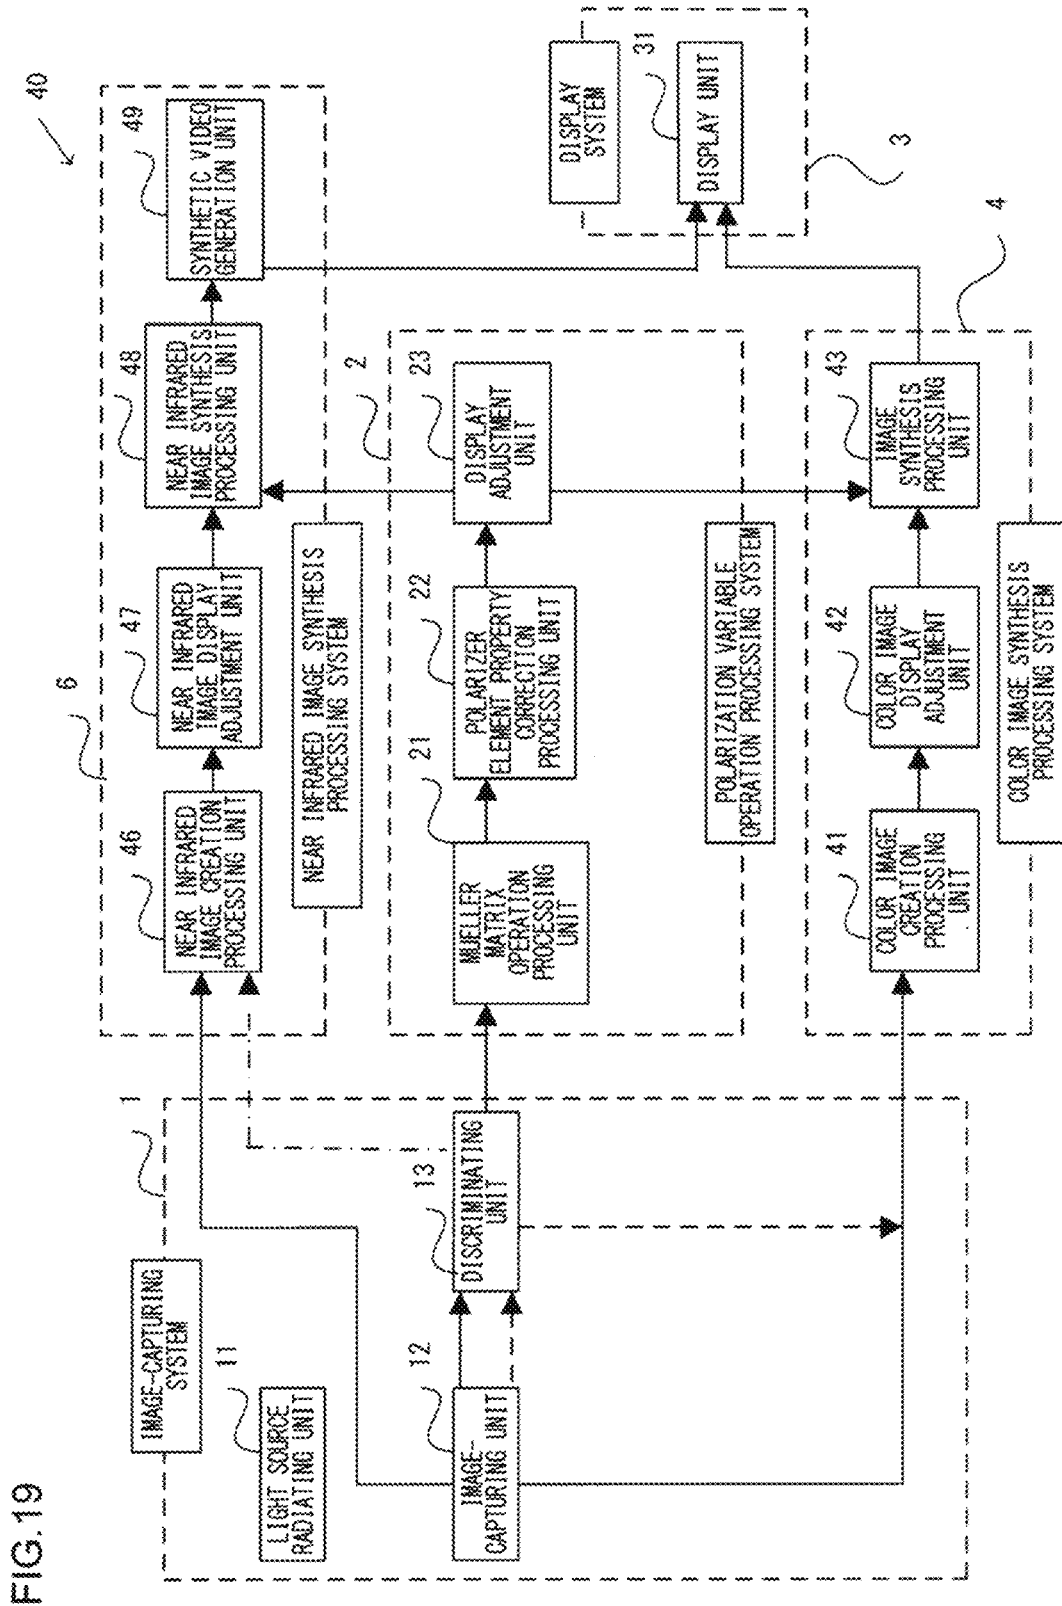 FIG.19
40
IMAGE-CAPTURING
SYSTEM
1
LIGHT SOURCE
RADIATING UNIT
11
IMAGE-
CAPTURING UNIT
12
DISCRIMINATING
UNIT
13
6
NEAR INFRARED
IMAGE CREATION
PROCESSING UNIT
46
NEAR INFRARED
IMAGE DISPLAY
ADJUSTMENT UNIT
47
NEAR INFRARED
IMAGE SYNTHESIS
PROCESSING UNIT
48
SYNTHETIC VIDEO
GENERATION UNIT
49
NEAR INFRARED IMAGE SYNTHESIS
PROCESSING SYSTEM
2
MUELLER
MATRIX
OPERATION
PROCESSING
UNIT
21
POLARIZER
ELEMENT PROPERTY
CORRECTION
PROCESSING UNIT
22
DISPLAY
ADJUSTMENT
UNIT
23
POLARIZATION VARIABLE
OPERATION PROCESSING SYSTEM
4
COLOR IMAGE
CREATION
PROCESSING
UNIT
41
COLOR IMAGE
DISPLAY
ADJUSTMENT
UNIT
42
IMAGE
SYNTHESIS
PROCESSING
UNIT
43
COLOR IMAGE SYNTHESIS
PROCESSING SYSTEM
DISPLAY
SYSTEM
3
DISPLAY UNIT
31